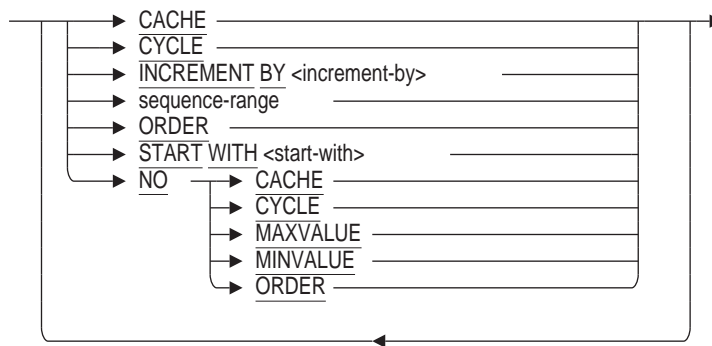 CACHE
CYCLE
INCREMENT BY <increment-by>
sequence-range
ORDER
START WITH <start-with>
NO CACHE
CYCLE
MAXVALUE
MINVALUE
ORDER